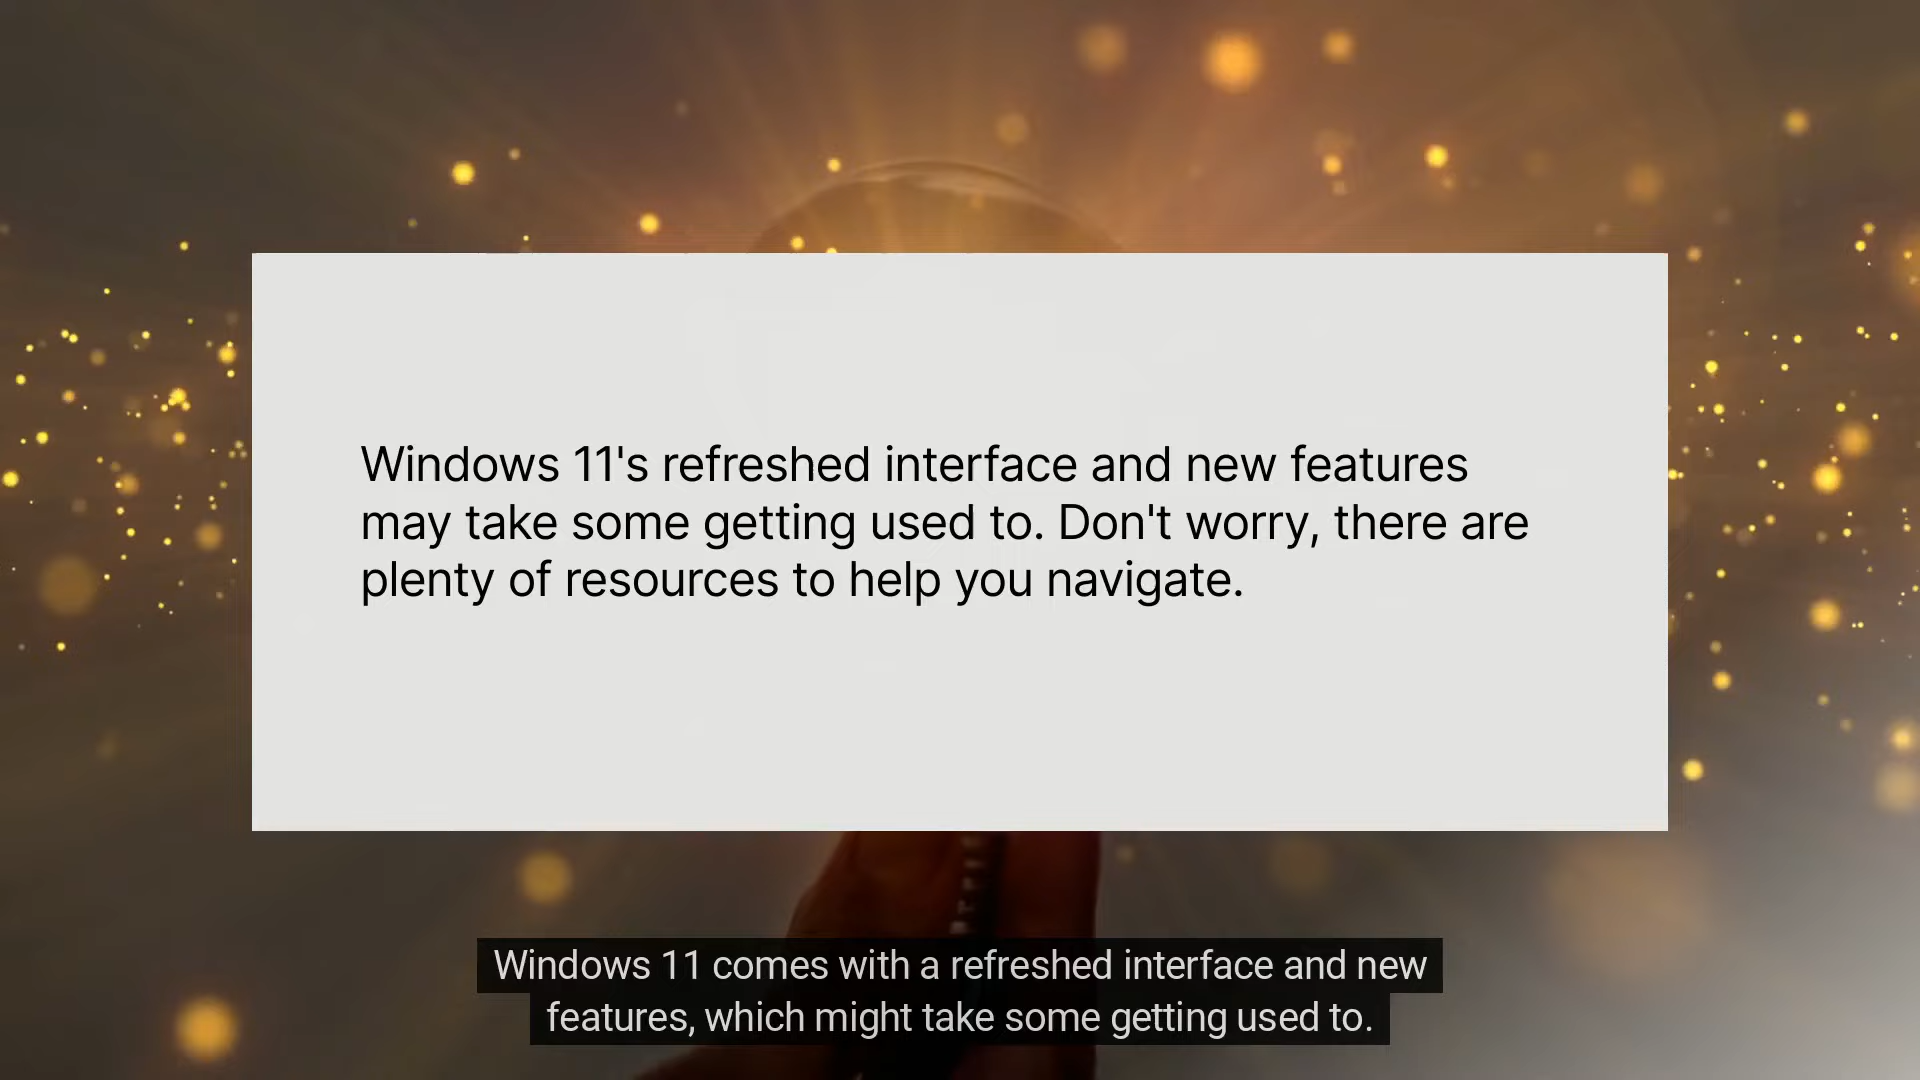 Windows 11's refreshed interface and new features
may take some getting used to. Don't worry, there are
plenty of resources to help you navigate.
Windows 11 comes with a refreshed interface and new
features, which might take some getting used to.